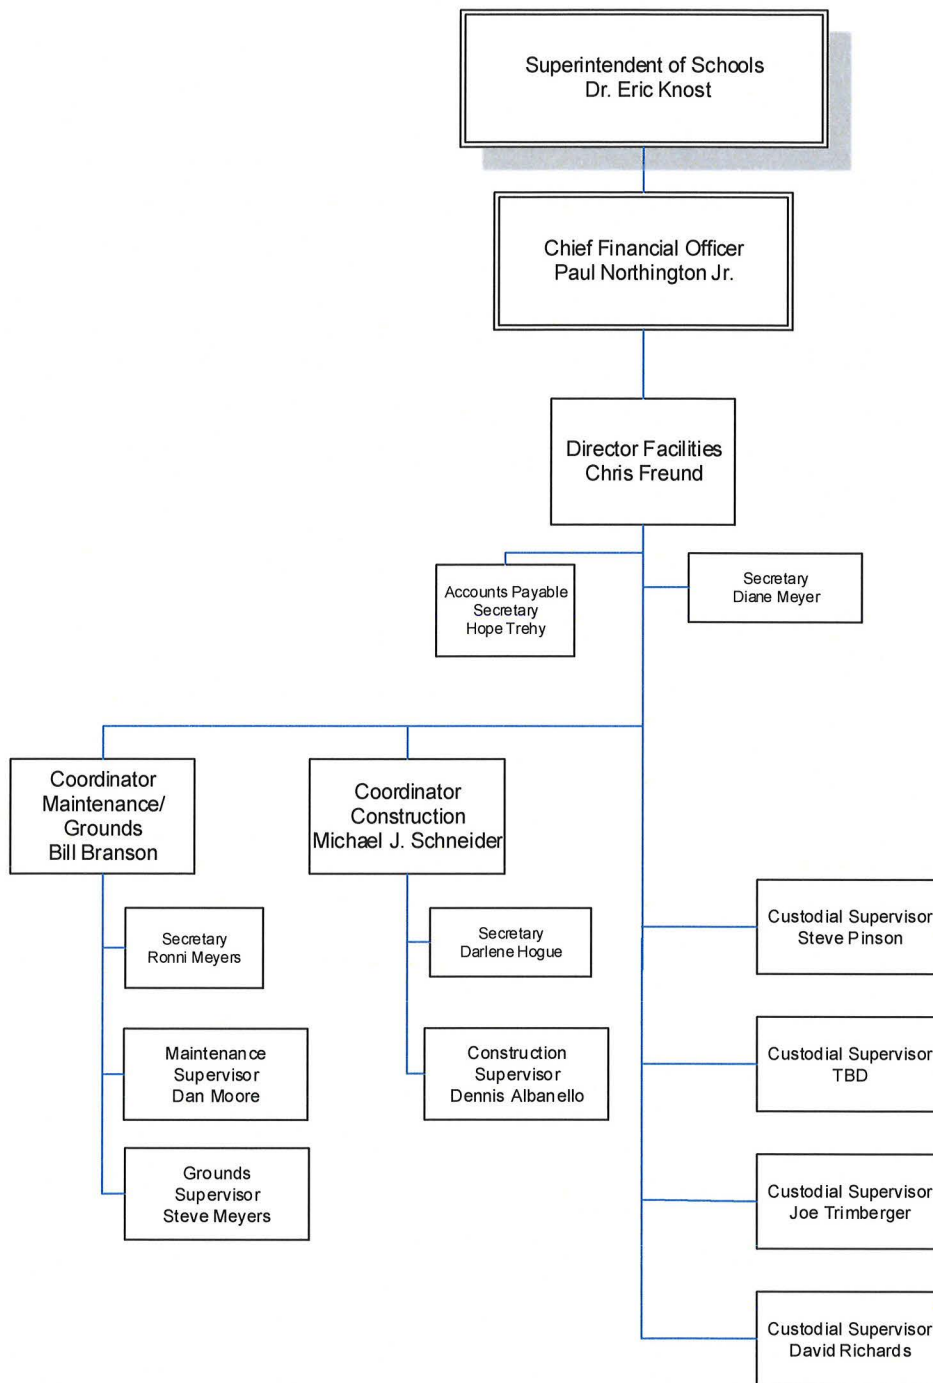 Superintendent of Schools
Dr. Eric Knost
Chief Financial Officer
Paul Northington Jr.
Director Facilities
Chris Freund
Accounts Payable
Secretary
Hope Trehy
Secretary
Diane Meyer
Coordinator
Maintenance/
Grounds
Bill Branson
Coordinator
Construction
Michael J. Schneider
Secretary
Ronni Meyers
Secretary
Darlene Hogue
Custodial Supervisor
Steve Pinson
Maintenance
Supervisor
Dan Moore
Construction
Supervisor
Dennis Albanello
Custodial Supervisor
TBD
Grounds
Supervisor
Steve Meyers
Custodial Supervisor
Joe Trimberger
Custodial Supervisor
David Richards